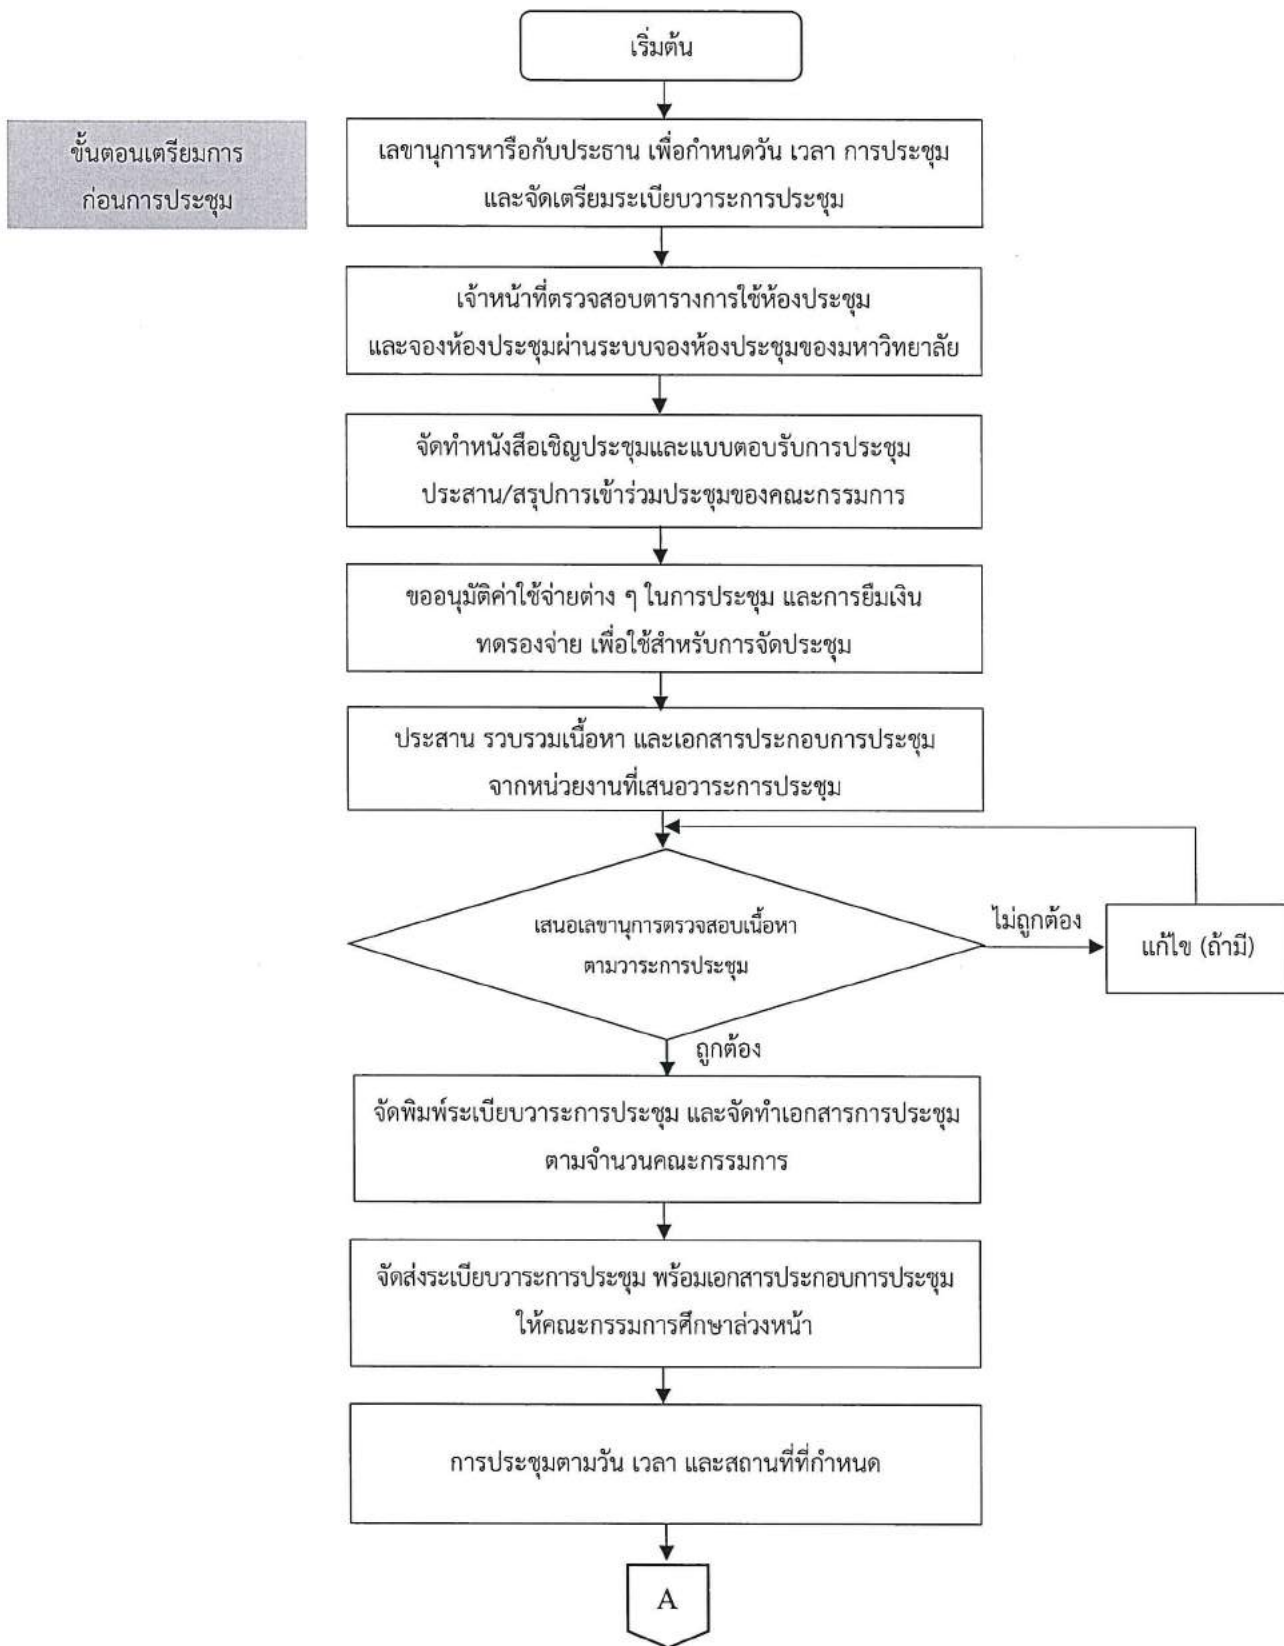 เริ่มต้น
ขั้นตอนเตรียมการ
ก่อนการประชุม
เลขานุการหารือกับประธาน เพื่อกำหนดวัน เวลา การประชุม
และจัดเตรียมระเบียบวาระการประชุม
เจ้าหน้าที่ตรวจสอบตารางการใช้ห้องประชุม
และจองห้องประชุมผ่านระบบจองห้องประชุมของมหาวิทยาลัย
จัดทำหนังสือเชิญประชุมและแบบตอบรับการประชุม
ประสาน/สรุปการเข้าร่วมประชุมของคณะกรรมการ
ขออนุมัติค่าใช้จ่ายต่าง ๆ ในการประชุม และการยืมเงิน
ทดรองจ่าย เพื่อใช้สำหรับการจัดประชุม
ประสาน รวบรวมเนื้อหา และเอกสารประกอบการประชุม
จากหน่วยงานที่เสนอวาระการประชุม
เสนอเลขานุการตรวจสอบเนื้อหา
ตามวาระการประชุม
ไม่ถูกต้อง
แก้ไข (ถ้ามี)
ถูกต้อง
จัดพิมพ์ระเบียบวาระการประชุม และจัดทำเอกสารการประชุม
ตามจำนวนคณะกรรมการ
จัดส่งระเบียบวาระการประชุม พร้อมเอกสารประกอบการประชุม
ให้คณะกรรมการศึกษาล่วงหน้า
การประชุมตามวัน เวลา และสถานที่ที่กำหนด
A